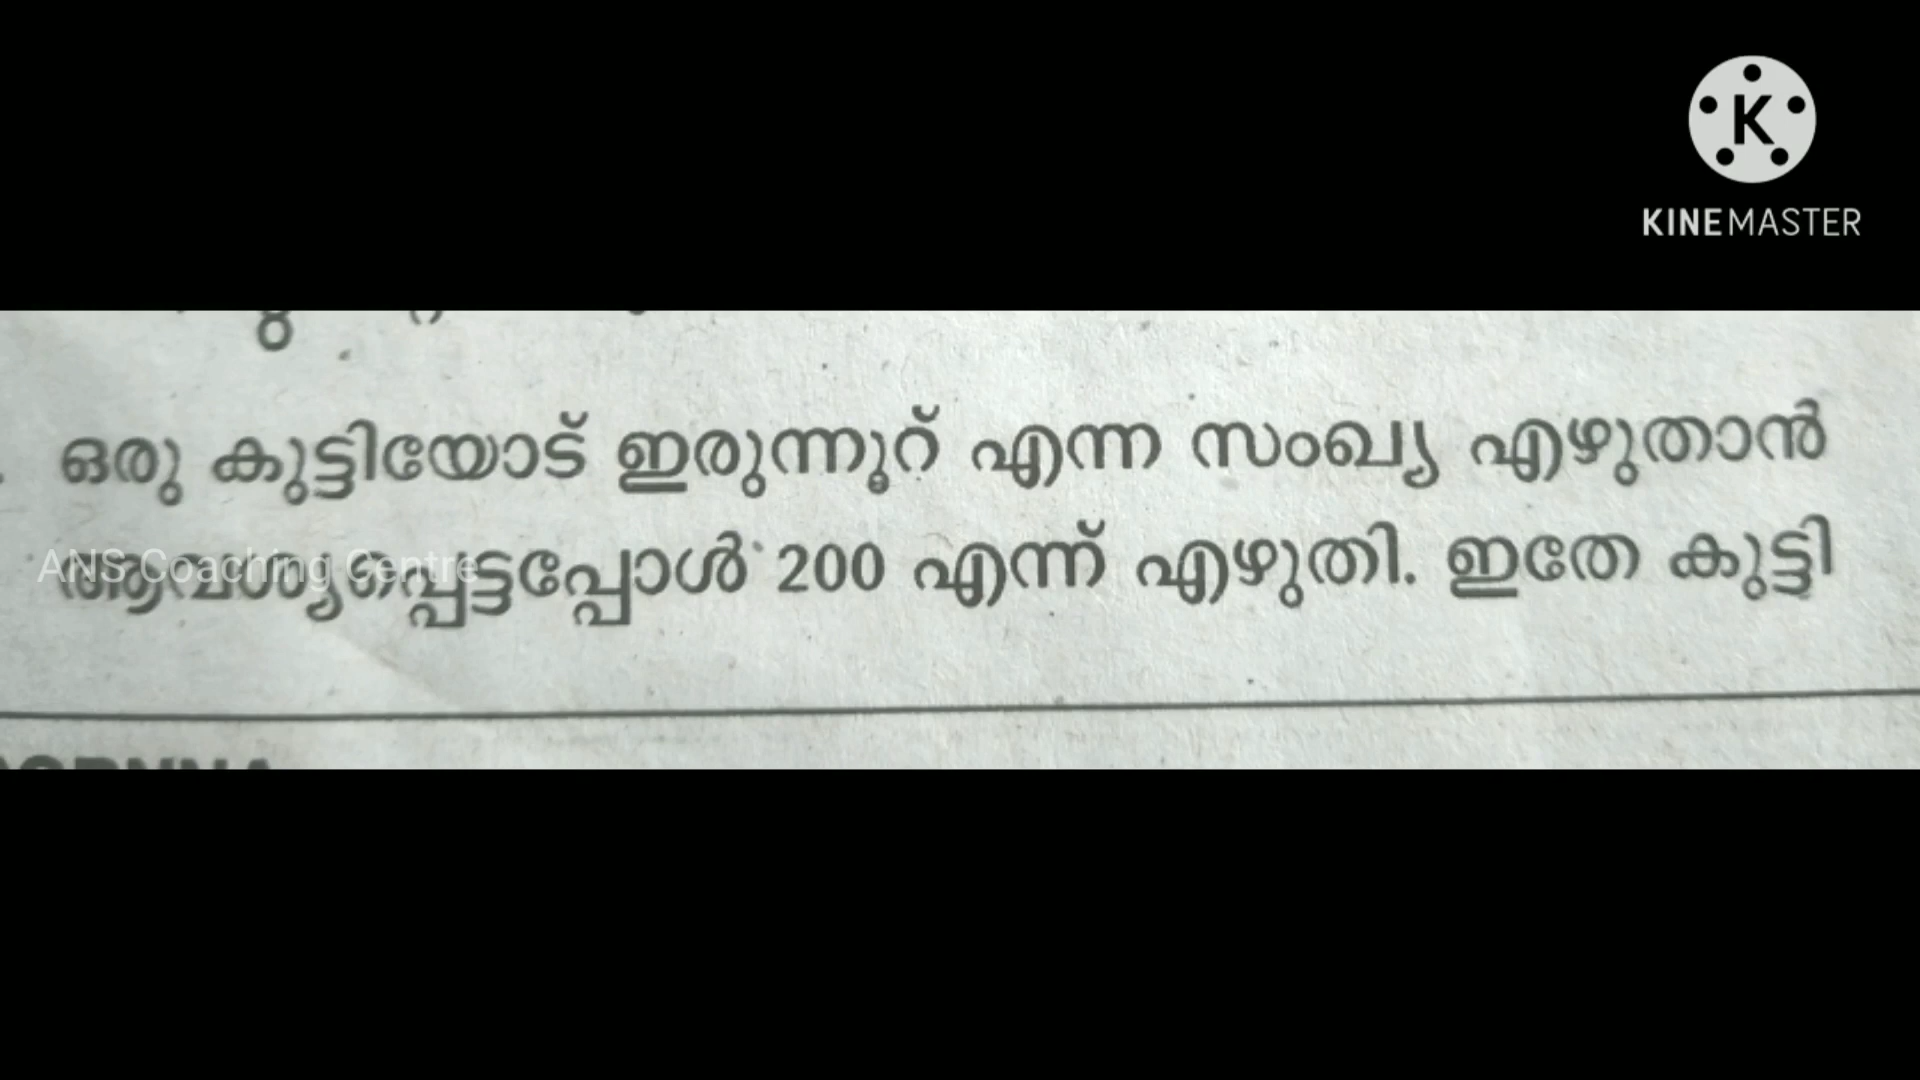 KINEMASTER
ഒരു കുട്ടിയോട് ഇരുന്നൂറ് എന്ന സംഖ്യ എഴുതാൻ
ആവശ്യപ്പെട്ടപ്പോൾ 200 എന്ന് എഴുതി. ഇതേ കുട്ടി
ANS Coaching Centre